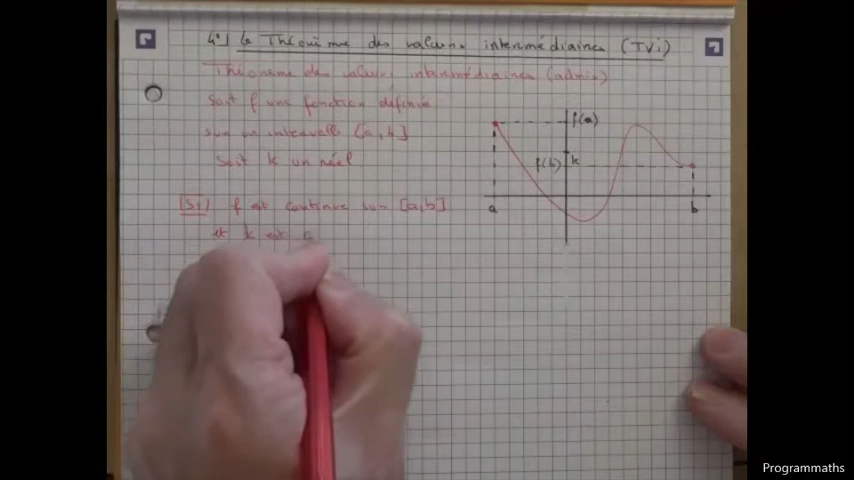 4°) Le Théorème des valeurs intermédiaires (TVi)
Théorème des valeurs intermédiaires (admis)
Soit f une fonction définie
sur un intervalle [a,b]
Soit k un réel
Si f est continue sur [a,b]
et k est
f(a)
f(b) k
a b
Programmaths